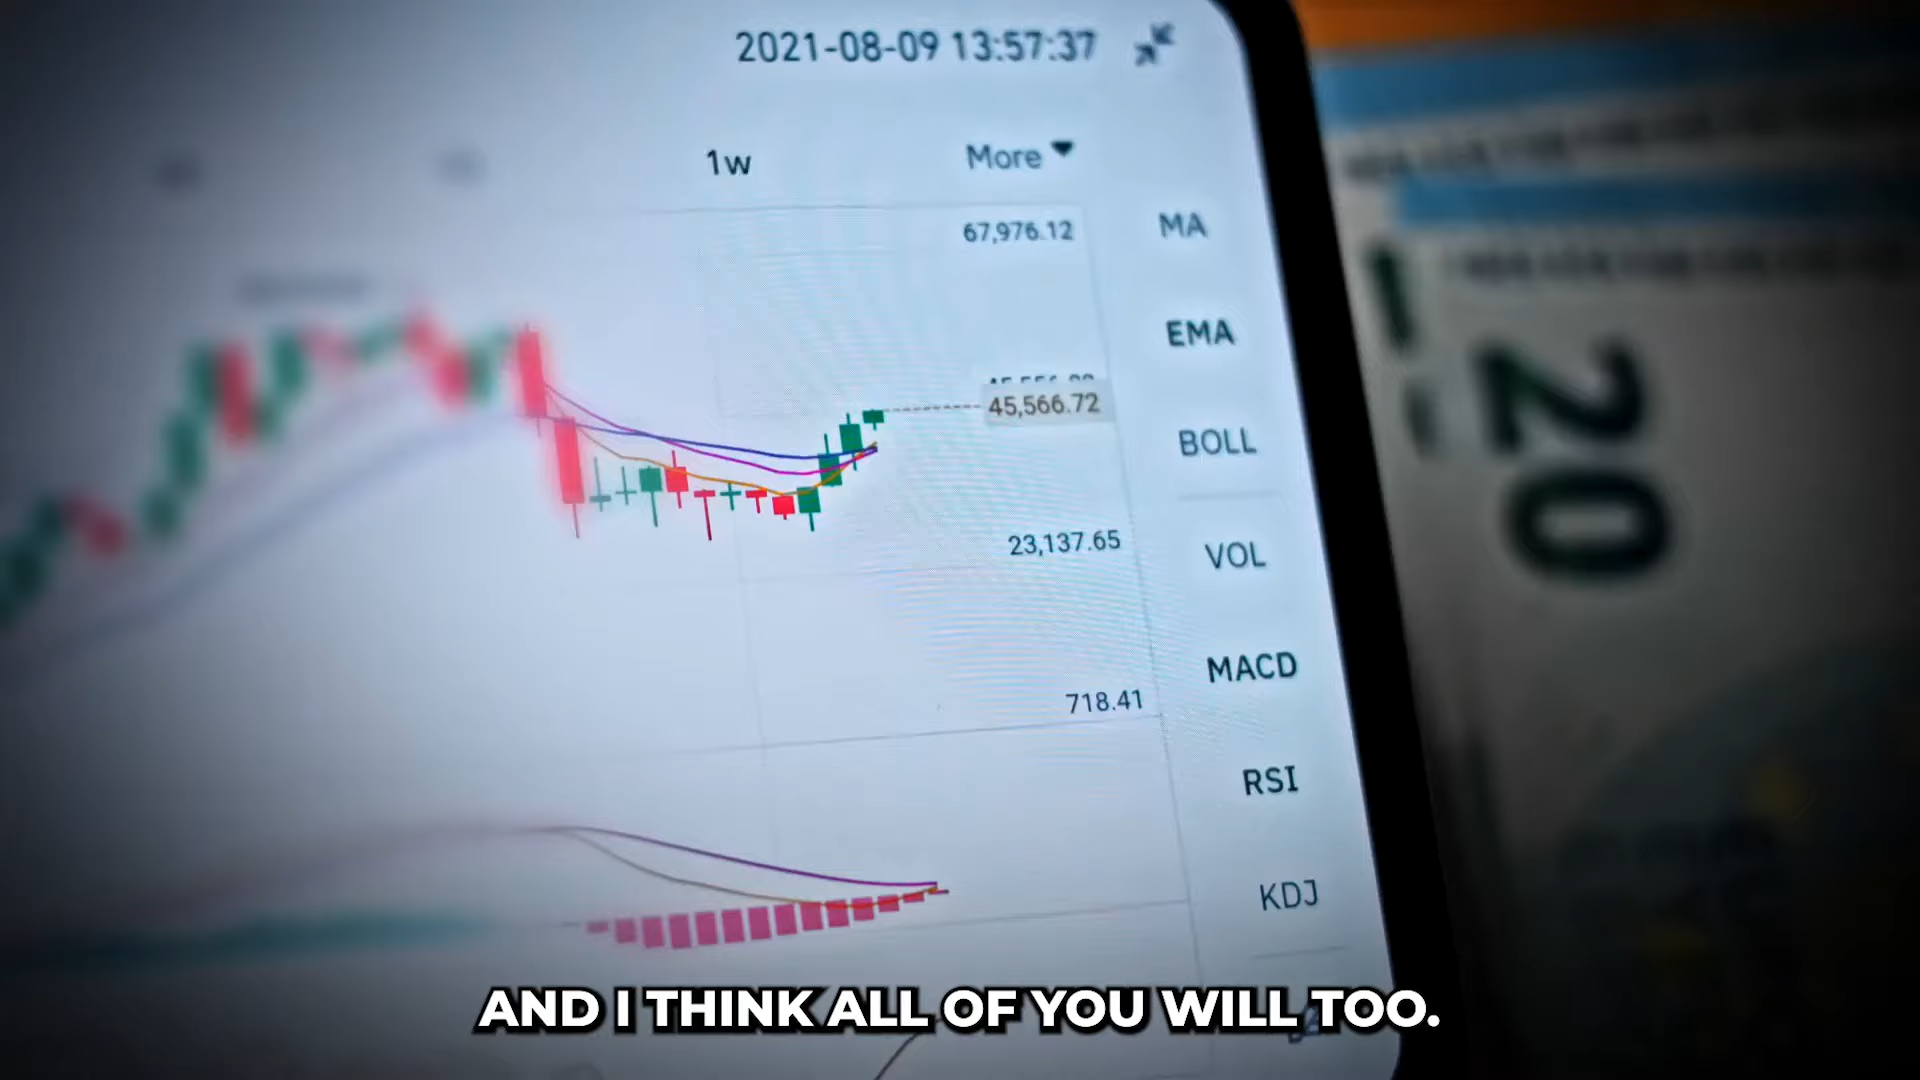 2021-08-09 13:57:37
1w
More
67,976.12
MA
EMA
45,566.72
BOLL
23,137.65
VOL
MACD
718.41
RSI
KDJ
20
AND I THINK ALL OF YOU WILL TOO.